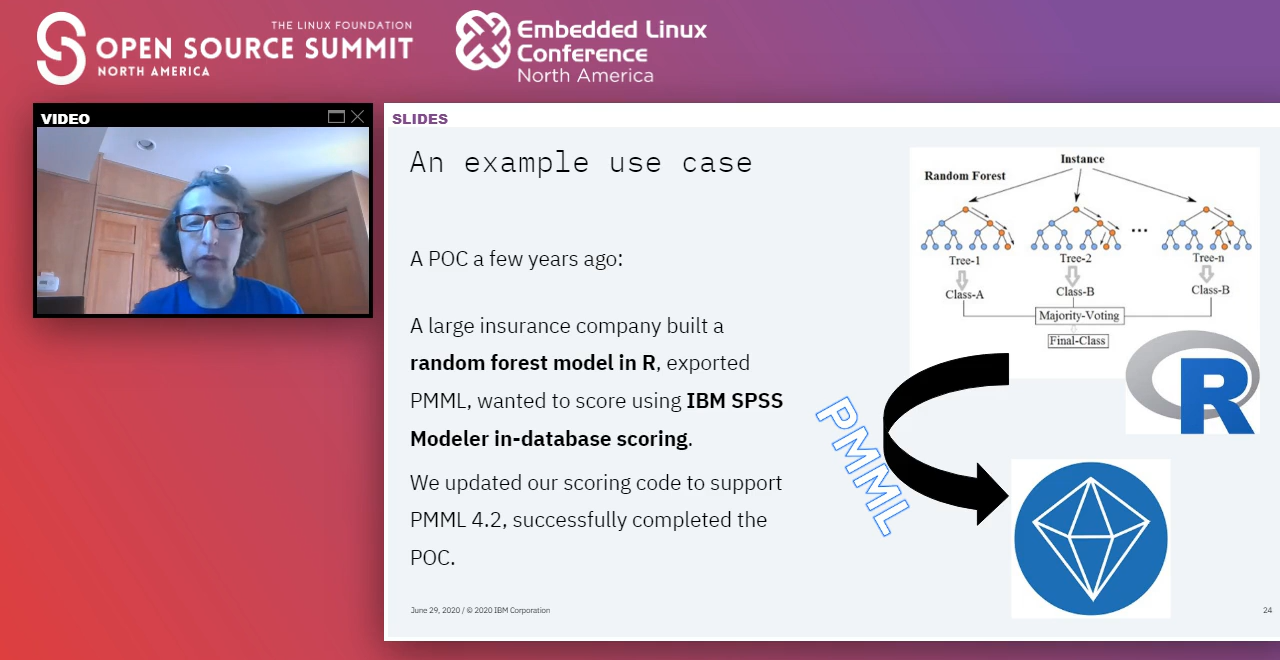 THE LINUX FOUNDATION
OPEN SOURCE SUMMIT
NORTH AMERICA
Embedded Linux
Conference
North America
VIDEO
SLIDES
An example use case
A POC a few years ago:
A large insurance company built a
random forest model in R, exported
PMML, wanted to score using IBM SPSS
Modeler in-database scoring.
We updated our scoring code to support
PMML 4.2, successfully completed the
POC.
Instance
Random Forest
Tree-1
Tree-2
...
Tree-n
Class-A
Class-B
Class-B
Majority-Voting
Final-Class
R
PMML
June 29, 2020 / © 2020 IBM Corporation
24